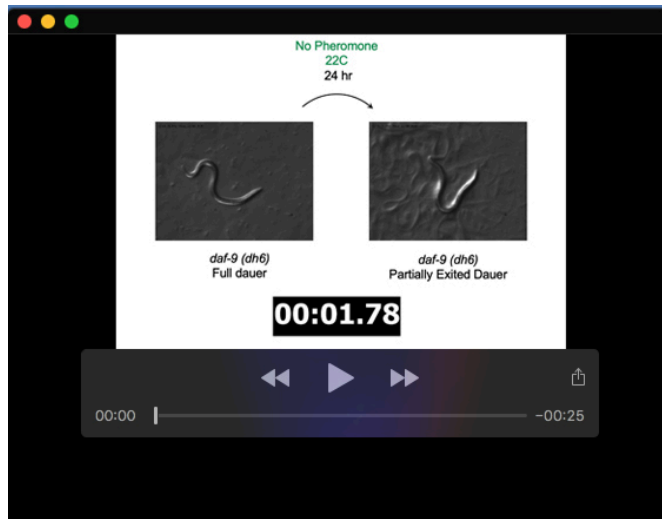 No Pheromone
22C
24 hr
daf-9 (dh6)
Full dauer
daf-9 (dh6)
Partially Exited Dauer
00:01.78
00:00
-00:25